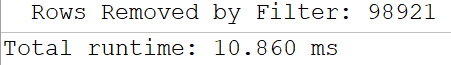 Rows Removed by Filter: 98921
Total runtime: 10.860 ms